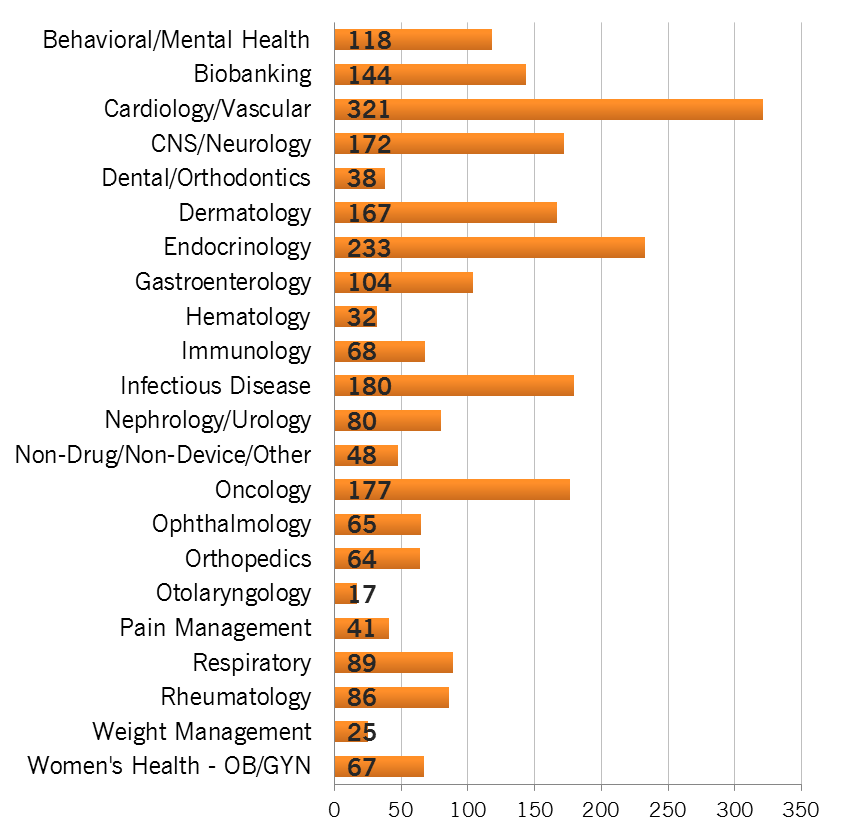 Behavioral/Mental Health 118
Biobanking 144
Cardiology/Vascular 321
CNS/Neurology 172
Dental/Orthodontics 38
Dermatology 167
Endocrinology 233
Gastroenterology 104
Hematology 32
Immunology 68
Infectious Disease 180
Nephrology/Urology 80
Non-Drug/Non-Device/Other 48
Oncology 177
Ophthalmology 65
Orthopedics 64
Otolaryngology 17
Pain Management 41
Respiratory 89
Rheumatology 86
Weight Management 25
Women's Health - OB/GYN 67
0 50 100 150 200 250 300 350